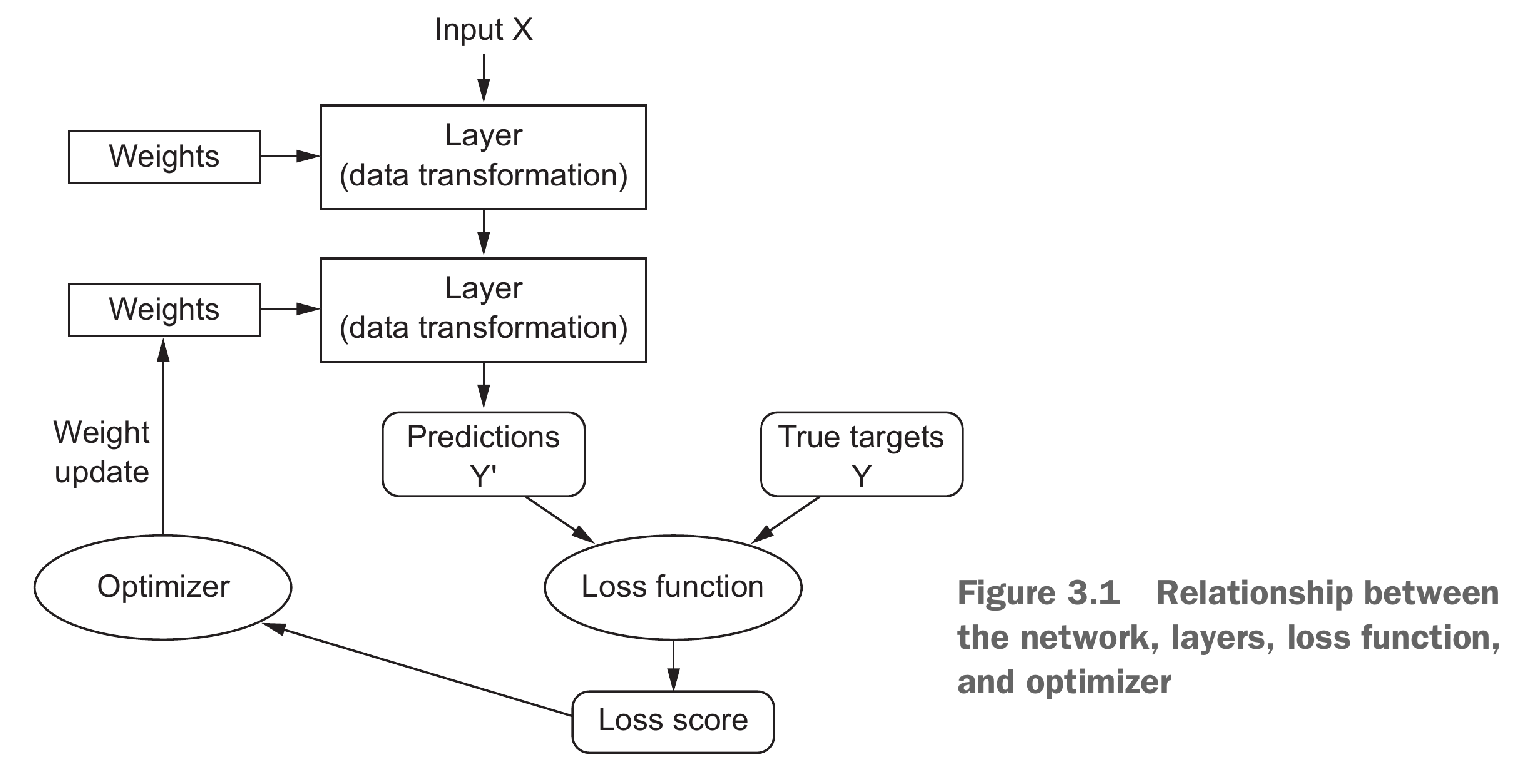 Input X
Weights
Layer
(data transformation)
Weights
Layer
(data transformation)
Weight
update
Predictions
Y'
True targets
Y
Optimizer
Loss function
Loss score
Figure 3.1 Relationship between
the network, layers, loss function,
and optimizer